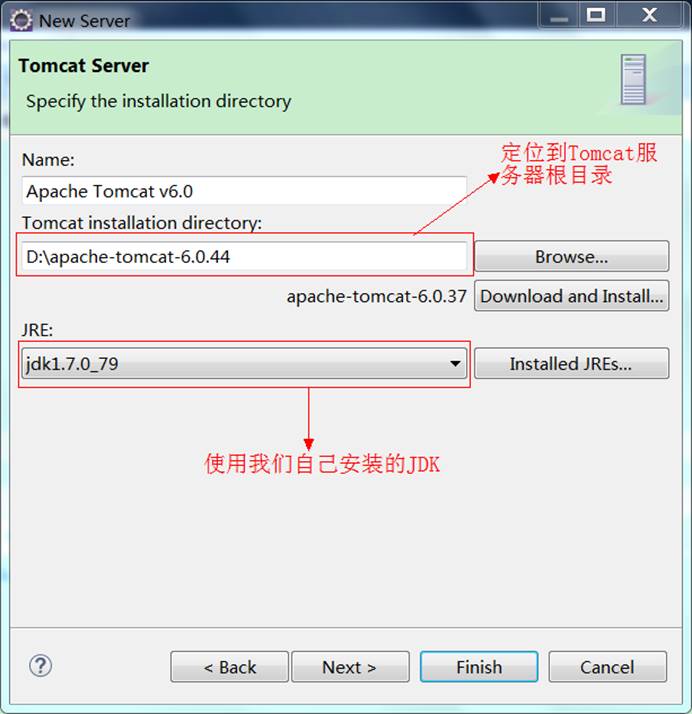 New Server
Tomcat Server
Specify the installation directory
定位到Tomcat服
务器根目录
Name:
Apache Tomcat v6.0
Tomcat installation directory:
D:\apache-tomcat-6.0.44
Browse...
apache-tomcat-6.0.37
Download and Install...
JRE:
jdk1.7.0_79
Installed JREs...
使用我们自己安装的JDK
?
< Back
Next >
Finish
Cancel